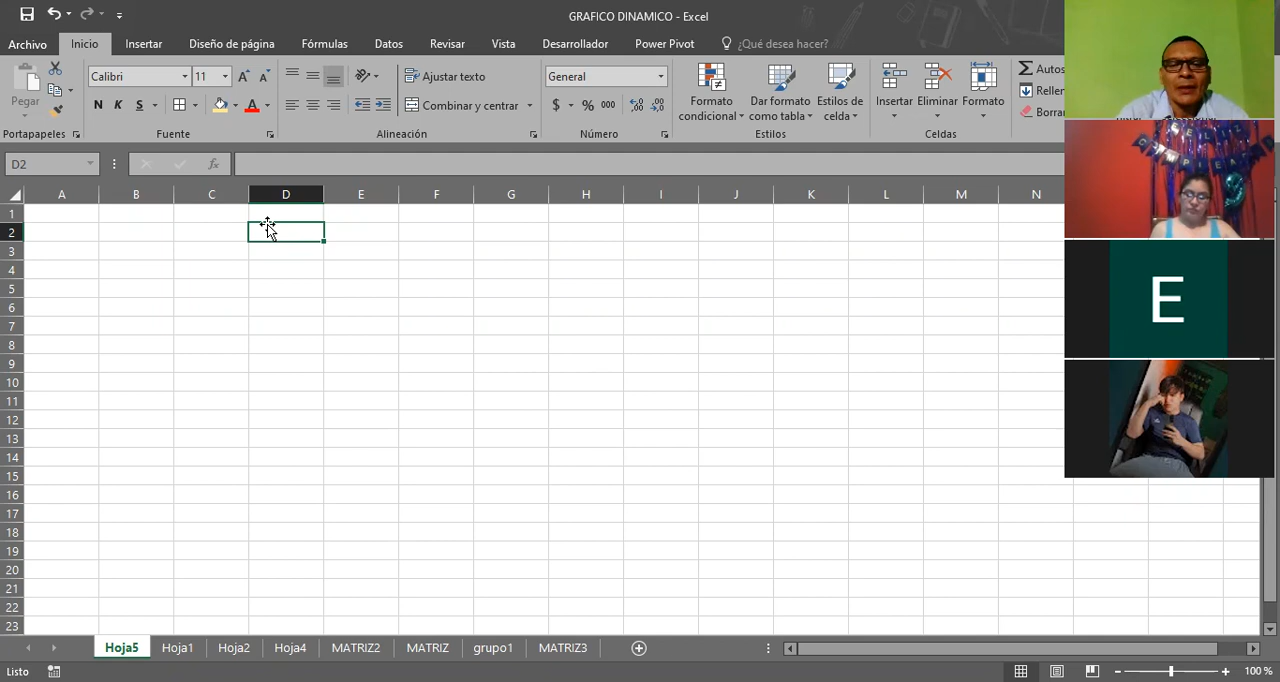 GRAFICO DINAMICO - Excel
Archivo Inicio Insertar Diseño de página Fórmulas Datos Revisar Vista Desarrollador Power Pivot ¿Qué desea hacer?
Pegar
Calibri 11
N K S
Ajustar texto
Combinar y centrar
General
$ % 000
Formato condicional
Dar formato como tabla
Estilos de celda
Insertar Eliminar Formato
Autos
Rellen
Borra
Portapapeles Fuente Alineación Número Estilos Celdas
D2 fx
A B C D E F G H I J K L M N
1
2
3
4
5
6
7
8
9
10
11
12
13
14
15
16
17
18
19
20
21
22
23
E
Hoja5 Hoja1 Hoja2 Hoja4 MATRIZ2 MATRIZ grupo1 MATRIZ3
Listo 100 %